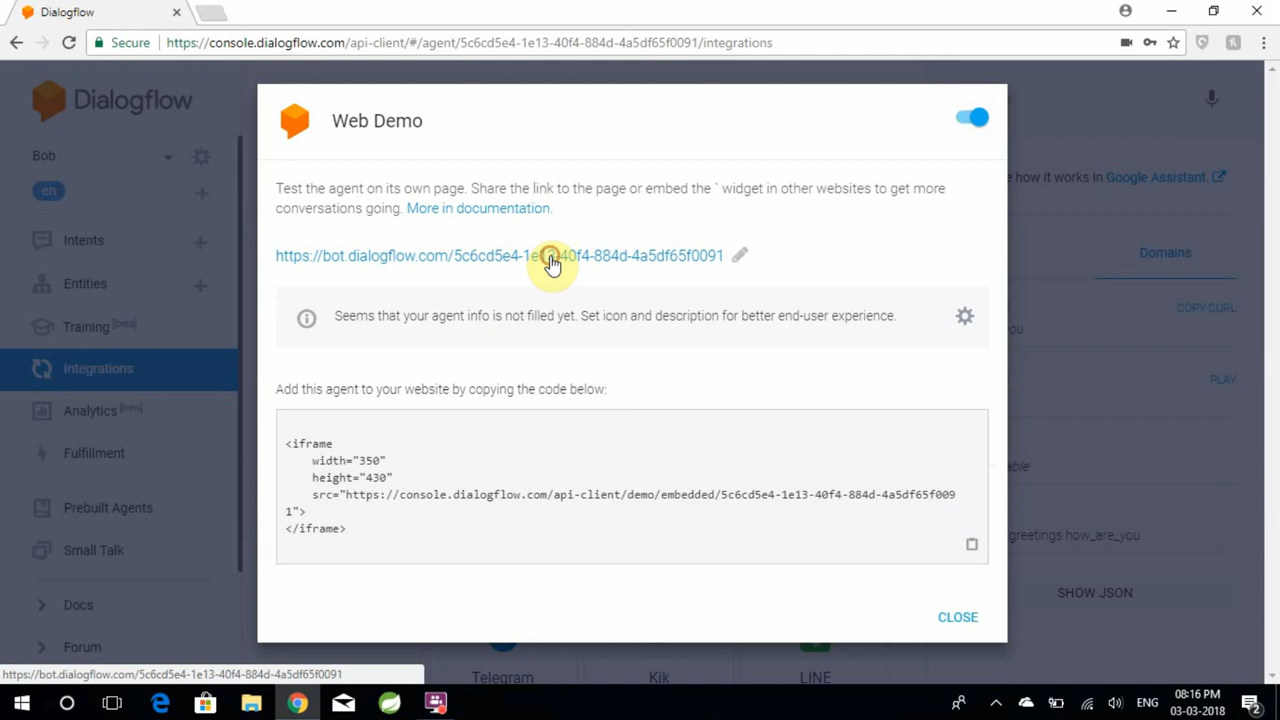 Dialogflow
Secure
https://console.dialogflow.com/api-client/#/agent/5c6cd5e4-1e13-40f4-884d-4a5df65f0091/integrations
Dialogflow
Bob
en
Intents
Entities
Training [beta]
Integrations
Analytics [new]
Fulfillment
Prebuilt Agents
Small Talk
Docs
Forum
Web Demo
Test the agent on its own page. Share the link to the page or embed the ` widget in other websites to get more
conversations going. More in documentation.
https://bot.dialogflow.com/5c6cd5e4-1e13-40f4-884d-4a5df65f0091
Seems that your agent info is not filled yet. Set icon and description for better end-user experience.
Add this agent to your website by copying the code below:
<iframe
width="350"
height="430"
src="https://console.dialogflow.com/api-client/demo/embedded/5c6cd5e4-1e13-40f4-884d-4a5df65f009
1">
</iframe>
CLOSE
e how it works in Google Assistant.
Domains
COPY CURL
ou
PLAY
able
greetings.how_are_you
SHOW JSON
Telegram
Kik
LINE
https://bot.dialogflow.com/5c6cd5e4-1e13-40f4-884d-4a5df65f0091
ENG
08:16 PM
03-03-2018
2